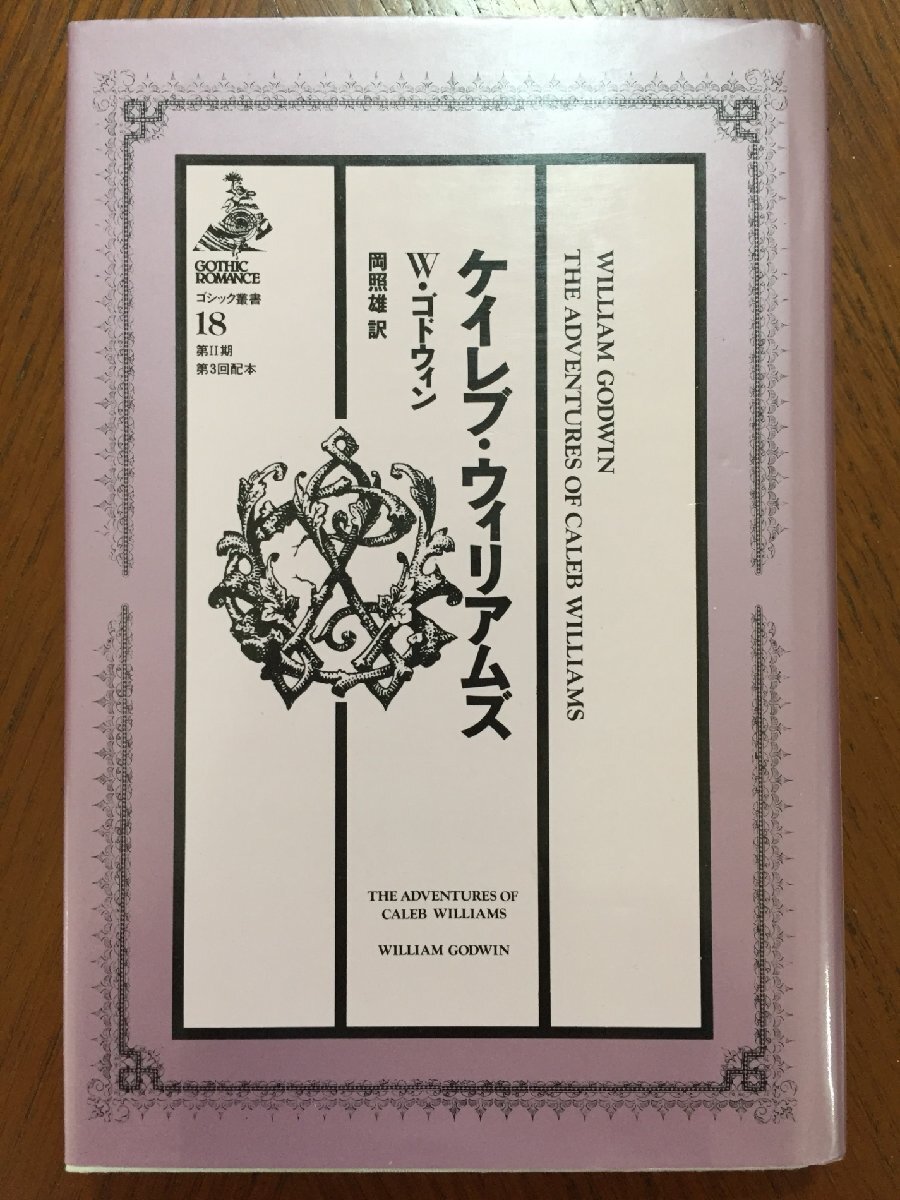 WILLIAM GODWIN
THE ADVENTURES OF CALEB WILLIAMS
ケイレブ・ウィリアムズ
W・ゴドウィン
岡照雄 訳
GOTHIC
ROMANCE
ゴシック叢書
18
第II期
第3回配本
THE ADVENTURES OF
CALEB WILLIAMS
WILLIAM GODWIN